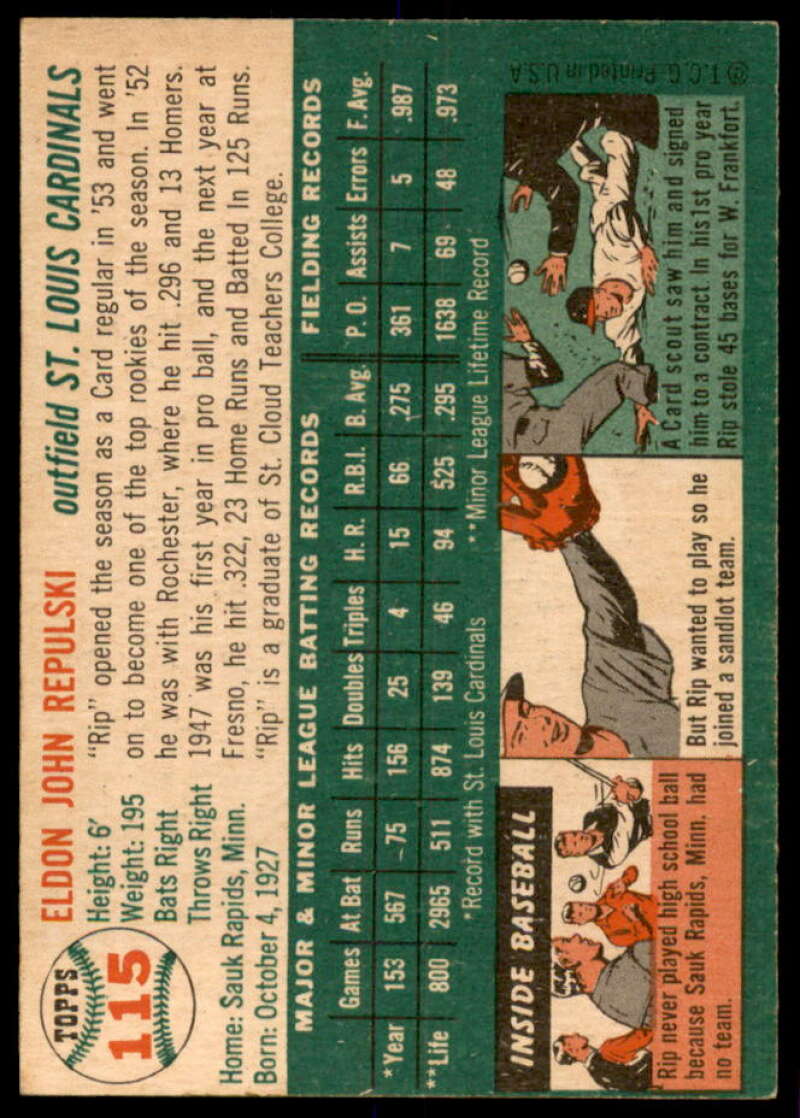 TOPPS
115
ELDON JOHN REPULSKI
outfield ST. LOUIS CARDINALS
Height: 6'
Weight: 195
Bats Right
Throws Right
Home: Sauk Rapids, Minn.
Born: October 4, 1927
"Rip" opened the season as a Card regular in '53 and went
on to become one of the top rookies of the season. In '52
he was with Rochester, where he hit .296 and 13 Homers.
1947 was his first year in pro ball, and the next year at
Fresno, he hit .322, 23 Home Runs and Batted In 125 Runs.
"Rip" is a graduate of St. Cloud Teachers College.
MAJOR & MINOR LEAGUE BATTING RECORDS FIELDING RECORDS
Games At Bat Runs Hits Doubles Triples H. R. R.B.I. B. Avg. P. O. Assists Errors F. Avg.
*Year 153 567 75 156 25 4 15 66 .275 361 7 5 .987
**Life 800 2965 511 874 139 46 94 525 .295 1638 69 48 .973
*Record with St. Louis Cardinals **Minor League Lifetime Record
INSIDE BASEBALL
Rip never played high school ball
because Sauk Rapids, Minn. had
no team.
But Rip wanted to play so he
joined a sandlot team.
A Card scout saw him and signed
him to a contract. In his 1st pro year
Rip stole 45 bases for W. Frankfort.
© T. C. G. Printed in U.S.A